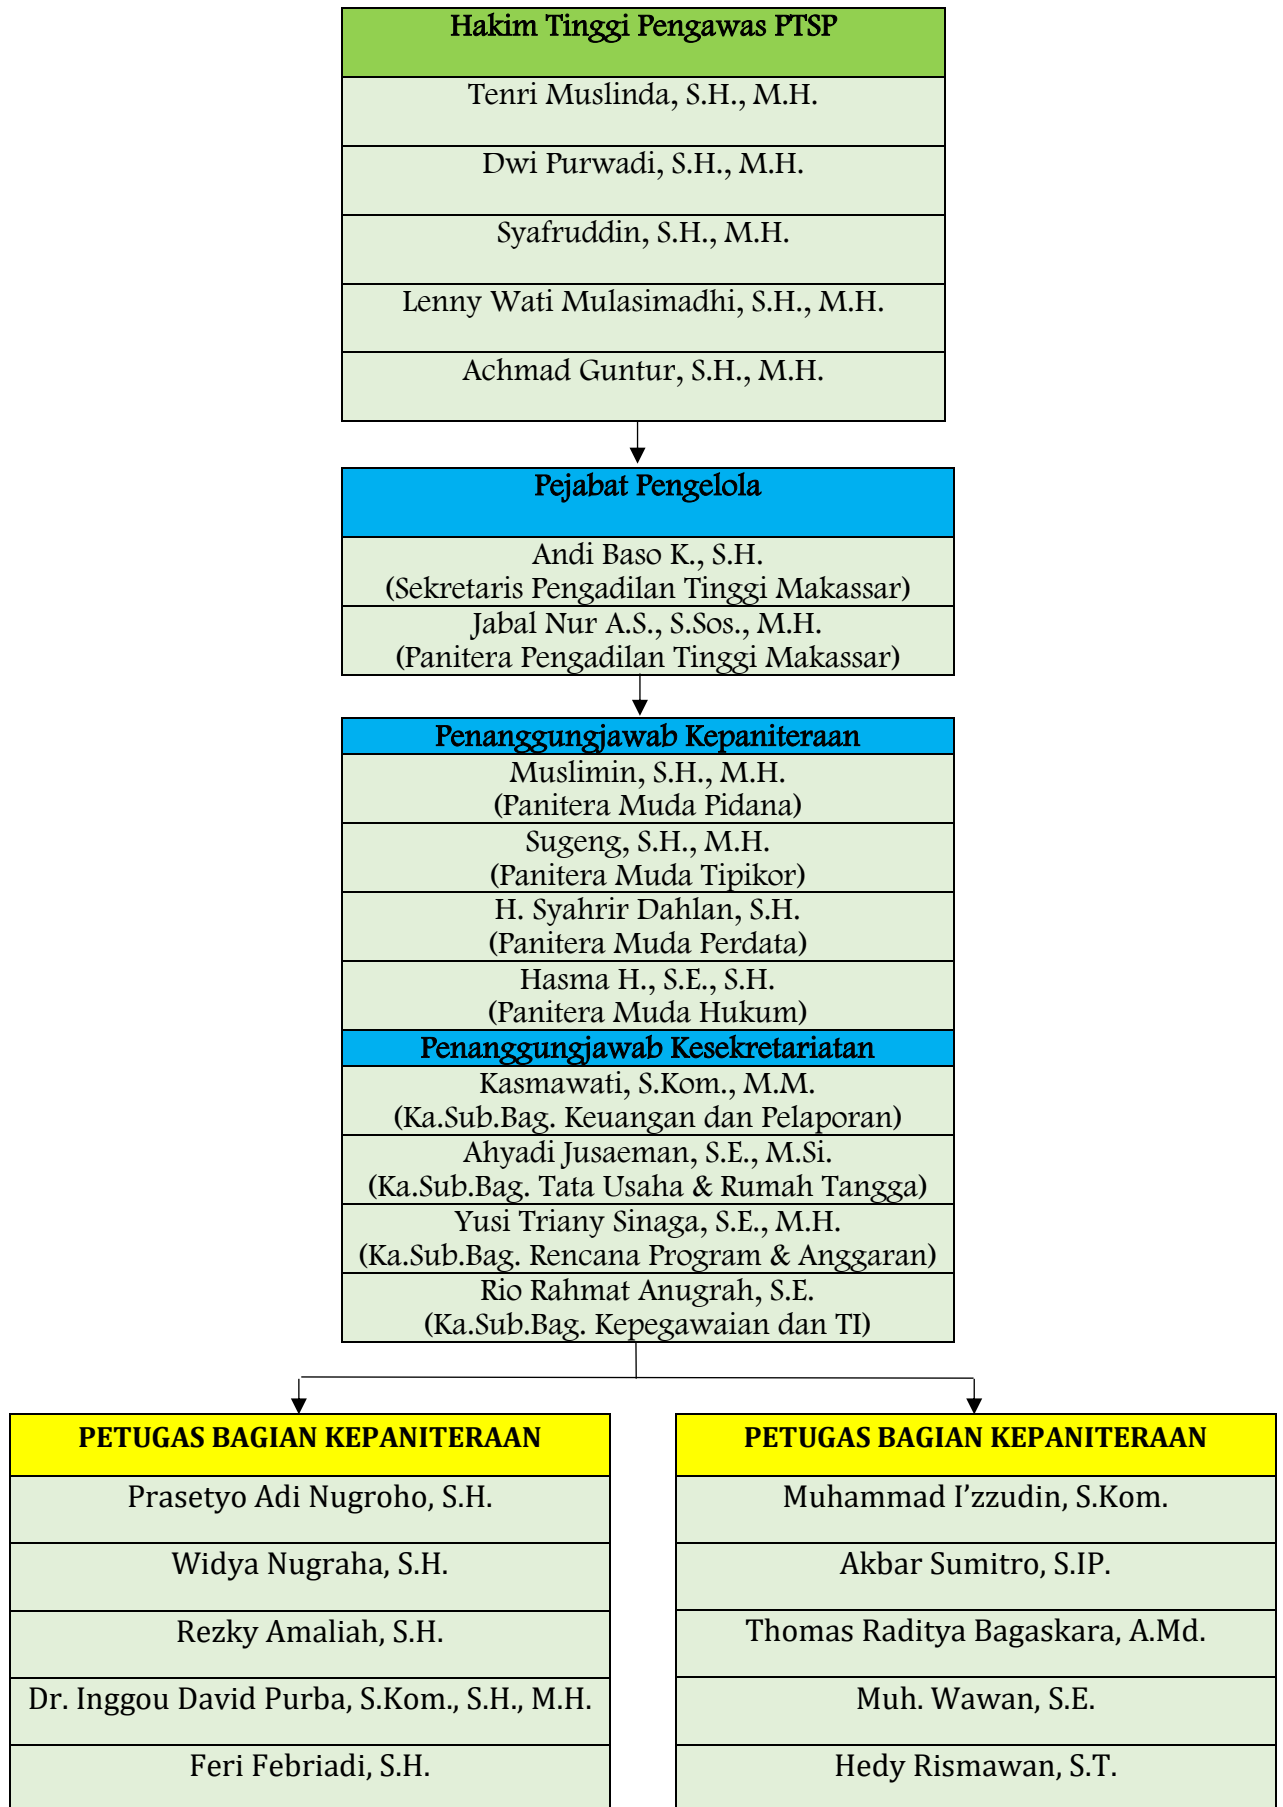 Hakim Tinggi Pengawas PTSP
Tenri Muslinda, S.H., M.H.
Dwi Purwadi, S.H., M.H.
Syafruddin, S.H., M.H.
Lenny Wati Mulasimadhi, S.H., M.H.
Achmad Guntur, S.H., M.H.
Pejabat Pengelola
Andi Baso K., S.H.
(Sekretaris Pengadilan Tinggi Makassar)
Jabal Nur A.S., S.Sos., M.H.
(Panitera Pengadilan Tinggi Makassar)
Penanggungjawab Kepaniteraan
Muslimin, S.H., M.H.
(Panitera Muda Pidana)
Sugeng, S.H., M.H.
(Panitera Muda Tipikor)
H. Syahrir Dahlan, S.H.
(Panitera Muda Perdata)
Hasma H., S.E., S.H.
(Panitera Muda Hukum)
Penanggungjawab Kesekretariatan
Kasmawati, S.Kom., M.M.
(Ka.Sub.Bag. Keuangan dan Pelaporan)
Ahyadi Jusaeman, S.E., M.Si.
(Ka.Sub.Bag. Tata Usaha & Rumah Tangga)
Yusi Triany Sinaga, S.E., M.H.
(Ka.Sub.Bag. Rencana Program & Anggaran)
Rio Rahmat Anugrah, S.E.
(Ka.Sub.Bag. Kepegawaian dan TI)
PETUGAS BAGIAN KEPANITERAAN
Prasetyo Adi Nugroho, S.H.
Widya Nugraha, S.H.
Rezky Amaliah, S.H.
Dr. Inggou David Purba, S.Kom., S.H., M.H.
Feri Febriadi, S.H.
PETUGAS BAGIAN KEPANITERAAN
Muhammad I’zzudin, S.Kom.
Akbar Sumitro, S.IP.
Thomas Raditya Bagaskara, A.Md.
Muh. Wawan, S.E.
Hedy Rismawan, S.T.